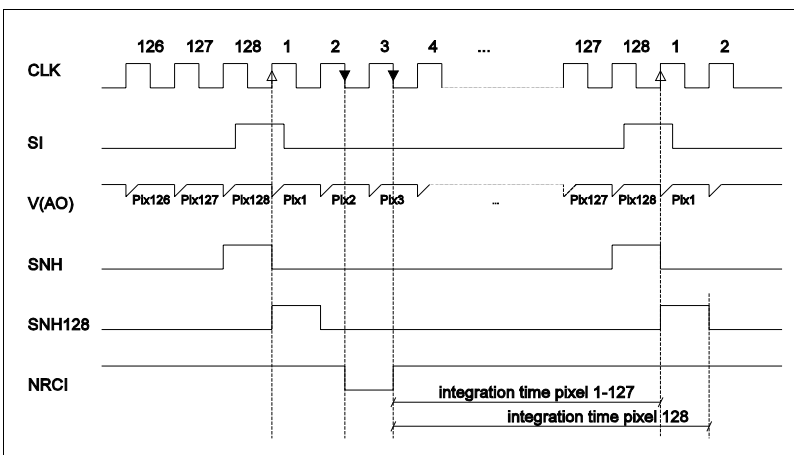 126 127 128 1 2 3 4 ... 127 128 1 2
CLK
SI
V(AO)
Pix126 Pix127 Pix128 Pix1 Pix2 Pix3 ... Pix127 Pix128 Pix1
SNH
SNH128
NRCI
integration time pixel 1-127
integration time pixel 128